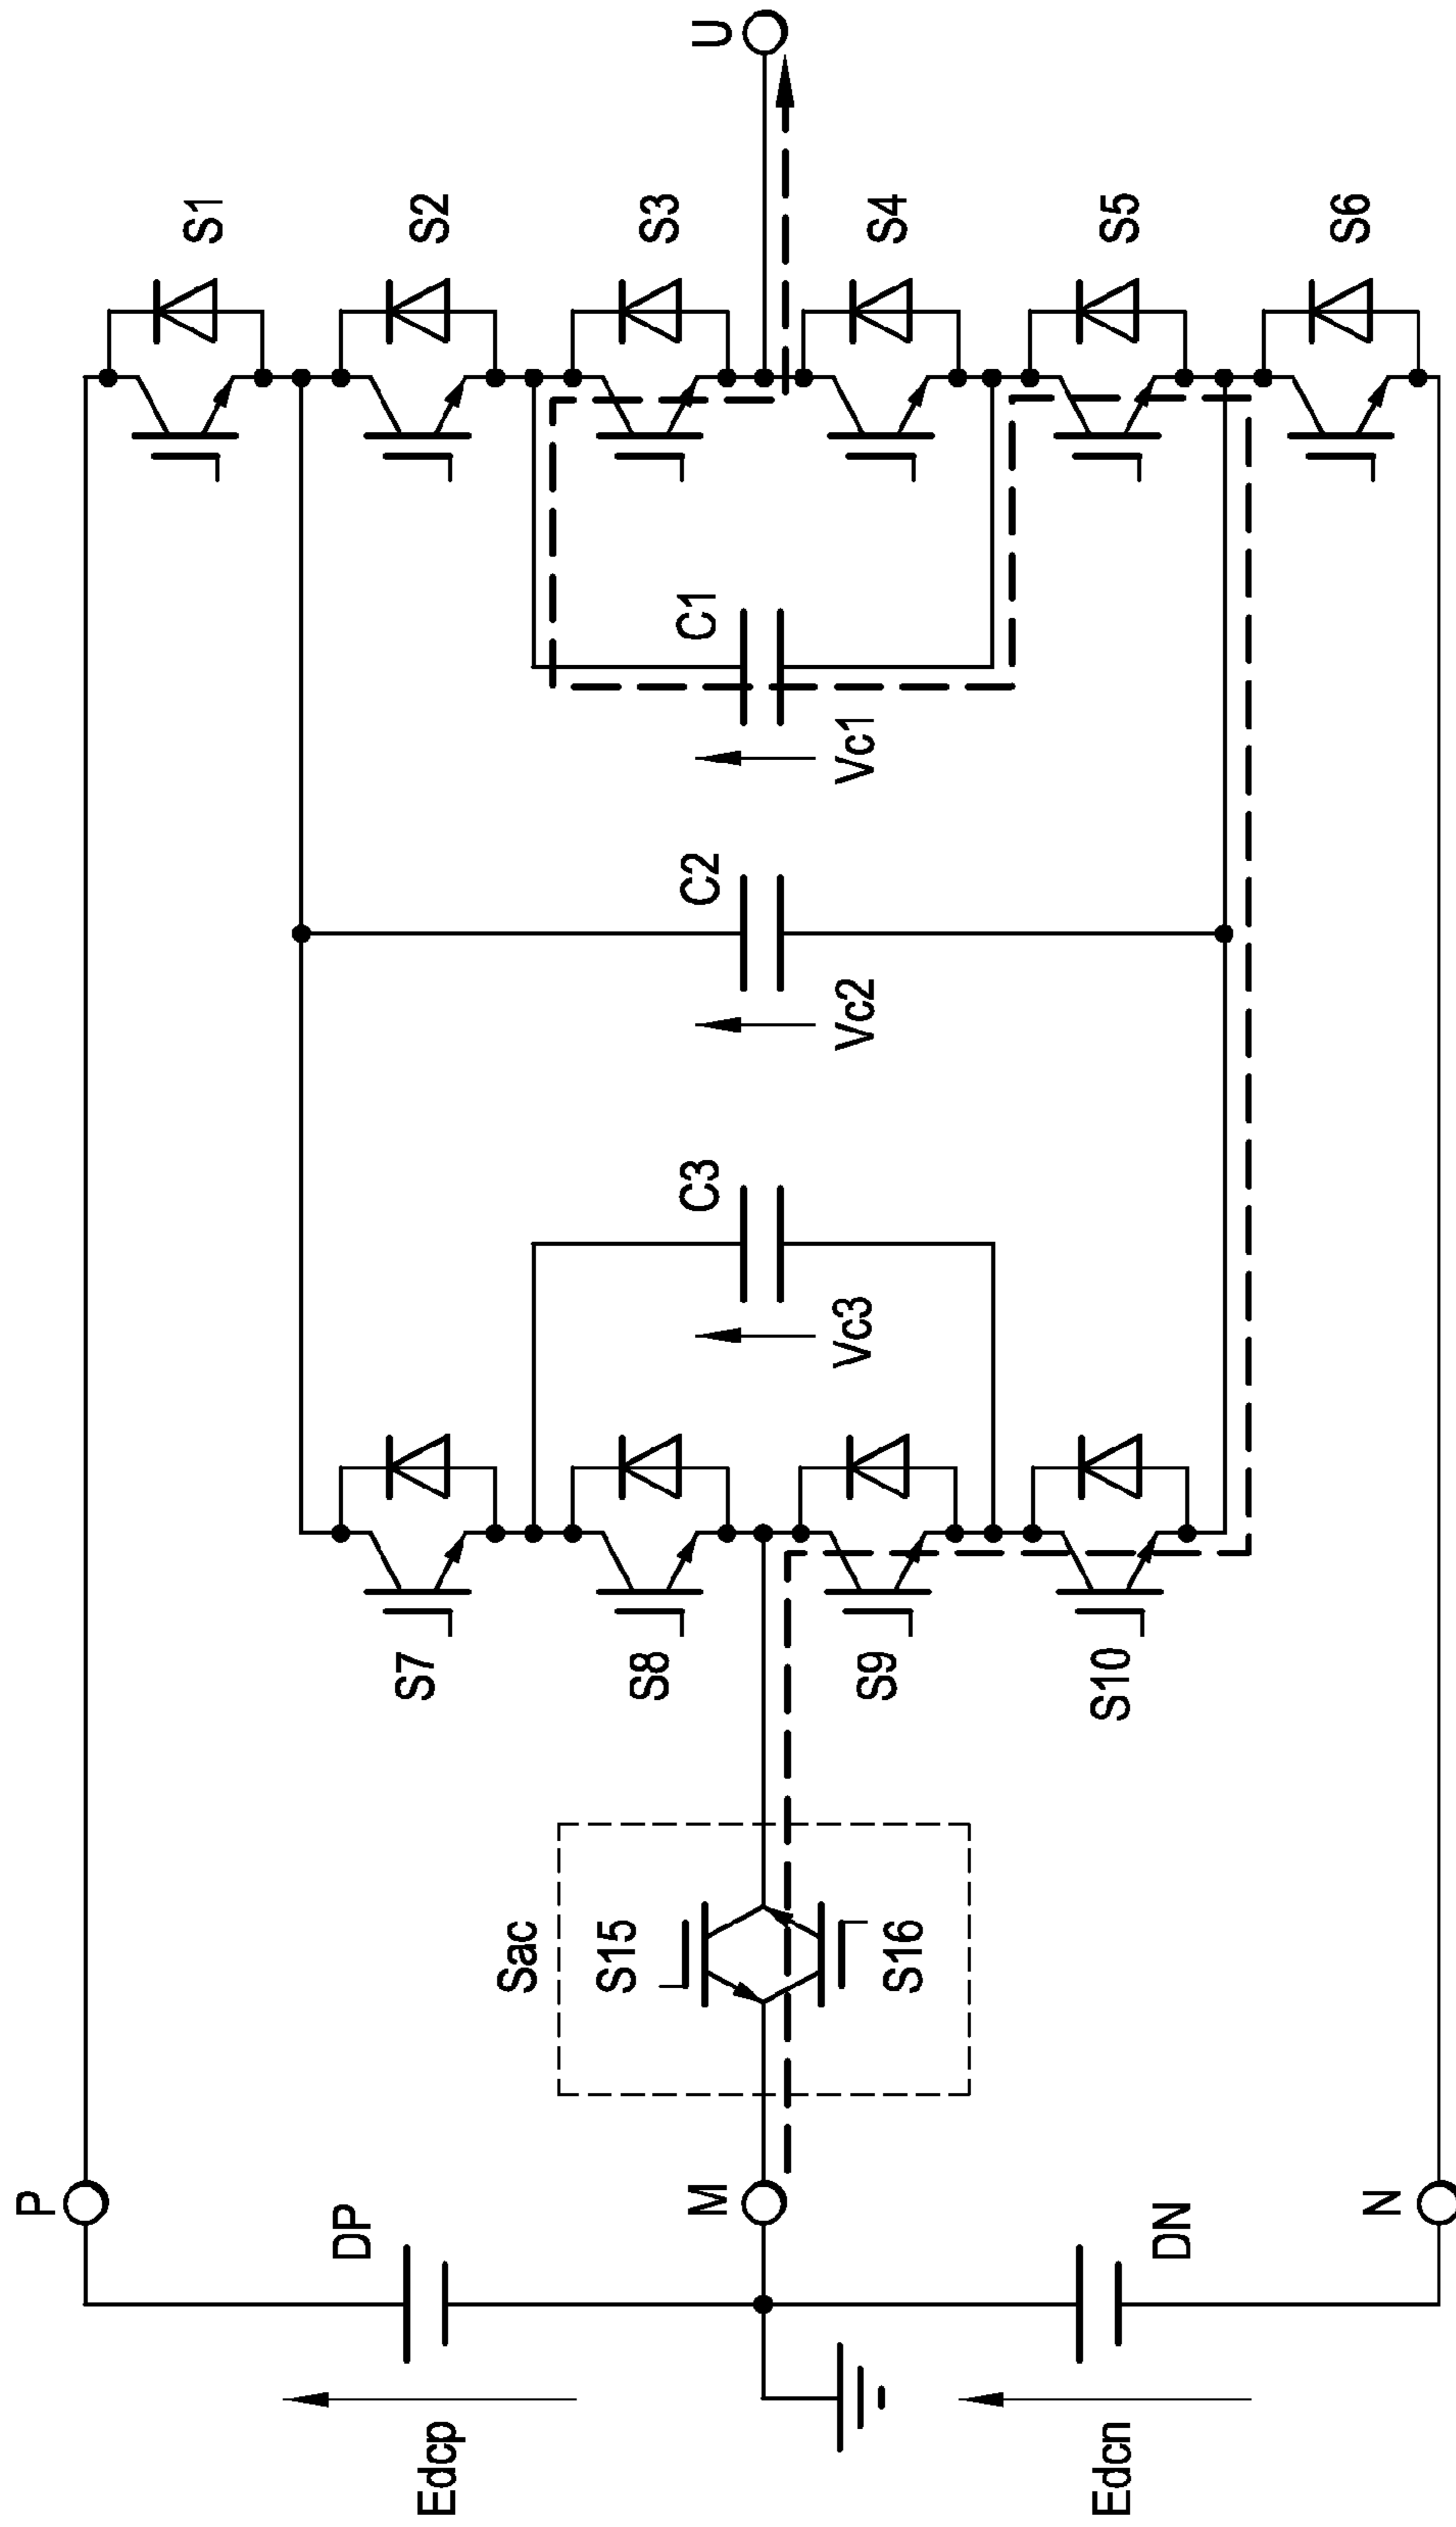 P
M
N
U
DP
DN
Edcp
Edcn
Sac
S15
S16
S7
S8
S9
S10
C3
Vc3
C2
Vc2
C1
Vc1
S1
S2
S3
S4
S5
S6